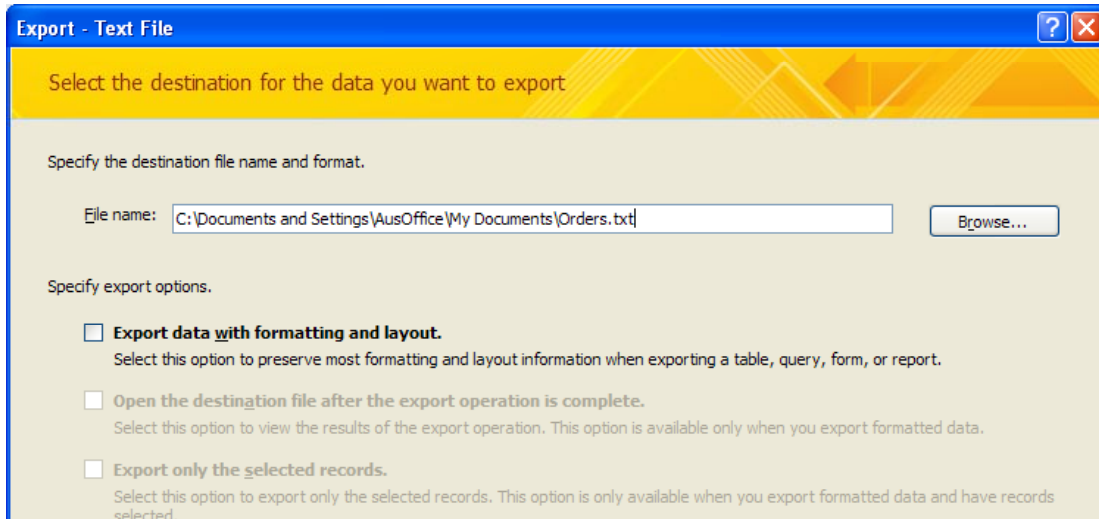 Export - Text File
Select the destination for the data you want to export
Specify the destination file name and format.
File name: C:\Documents and Settings\AusOffice\My Documents\Orders.txt Browse...
Specify export options.
Export data with formatting and layout.
Select this option to preserve most formatting and layout information when exporting a table, query, form, or report.
Open the destination file after the export operation is complete.
Select this option to view the results of the export operation. This option is available only when you export formatted data.
Export only the selected records.
Select this option to export only the selected records. This option is only available when you export formatted data and have records
selected.